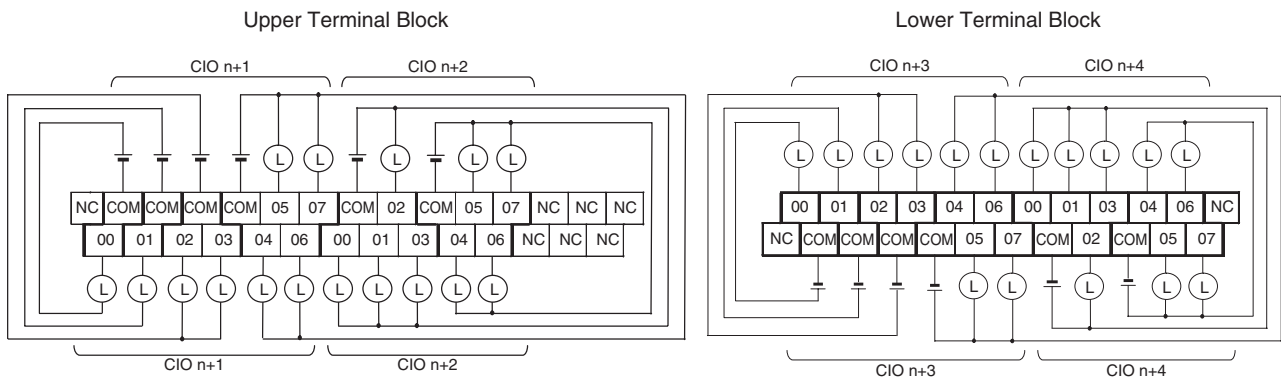 Upper Terminal Block
CIO n+1 CIO n+2
L L L L L
NC COM COM COM COM 05 07 COM 02 COM 05 07 NC NC NC
00 01 02 03 04 06 00 01 03 04 06 NC NC NC
L L L L L L L L L L L
CIO n+1 CIO n+2
Lower Terminal Block
CIO n+3 CIO n+4
L L L L L L L L L L L
00 01 02 03 04 06 00 01 03 04 06 NC
NC COM COM COM COM 05 07 COM 02 COM 05 07
L L L L L
CIO n+3 CIO n+4